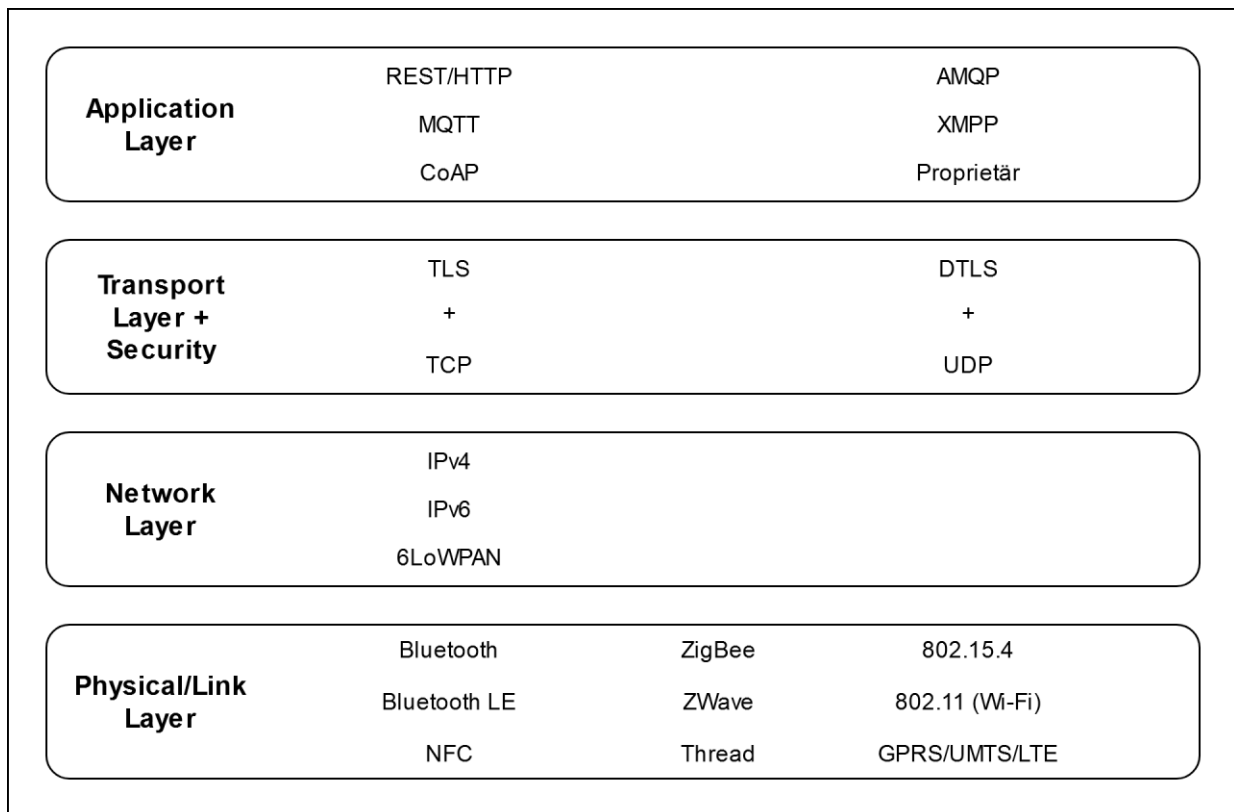 Application
Layer
REST/HTTP
MQTT
CoAP
AMQP
XMPP
Proprietär
Transport
Layer +
Security
TLS
+
TCP
DTLS
+
UDP
Network
Layer
IPv4
IPv6
6LoWPAN
Physical/Link
Layer
Bluetooth
Bluetooth LE
NFC
ZigBee
ZWave
Thread
802.15.4
802.11 (Wi-Fi)
GPRS/UMTS/LTE